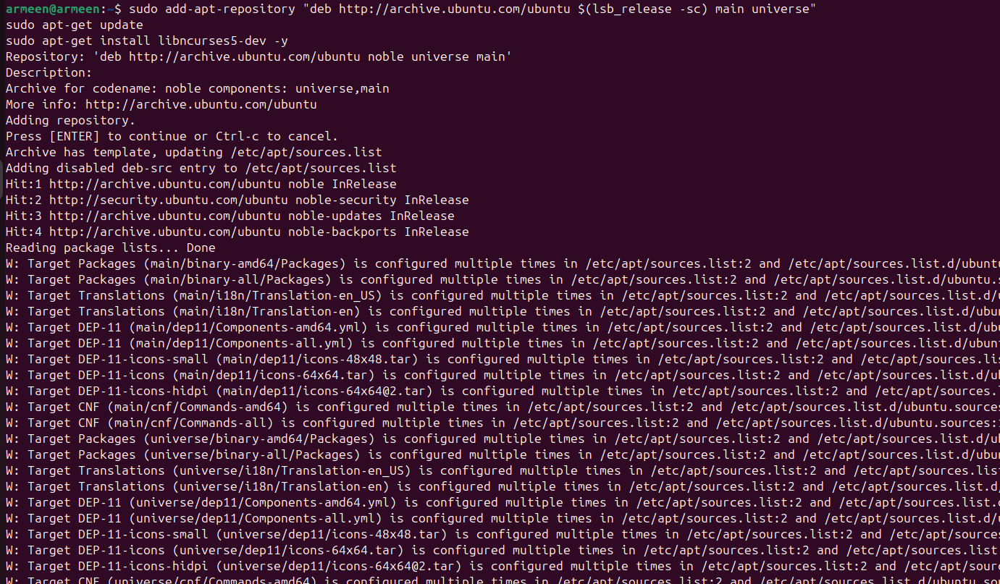 armeen@armeen:~$ sudo add-apt-repository "deb http://archive.ubuntu.com/ubuntu $(lsb_release -sc) main universe"
sudo apt-get update
sudo apt-get install libncurses5-dev -y
Repository: 'deb http://archive.ubuntu.com/ubuntu noble universe main'
Description:
Archive for codename: noble components: universe,main
More info: http://archive.ubuntu.com/ubuntu
Adding repository.
Press [ENTER] to continue or Ctrl-c to cancel.
Archive has template, updating /etc/apt/sources.list
Adding disabled deb-src entry to /etc/apt/sources.list
Hit:1 http://archive.ubuntu.com/ubuntu noble InRelease
Hit:2 http://security.ubuntu.com/ubuntu noble-security InRelease
Hit:3 http://archive.ubuntu.com/ubuntu noble-updates InRelease
Hit:4 http://archive.ubuntu.com/ubuntu noble-backports InRelease
Reading package lists... Done
W: Target Packages (main/binary-amd64/Packages) is configured multiple times in /etc/apt/sources.list:2 and /etc/apt/sources.list.d/ubuntu
W: Target Packages (main/binary-all/Packages) is configured multiple times in /etc/apt/sources.list:2 and /etc/apt/sources.list.d/ubuntu.s
W: Target Translations (main/i18n/Translation-en_US) is configured multiple times in /etc/apt/sources.list:2 and /etc/apt/sources.list.d/u
W: Target Translations (main/i18n/Translation-en) is configured multiple times in /etc/apt/sources.list:2 and /etc/apt/sources.list.d/ubun
W: Target DEP-11 (main/dep11/Components-amd64.yml) is configured multiple times in /etc/apt/sources.list:2 and /etc/apt/sources.list.d/ubu
W: Target DEP-11 (main/dep11/Components-all.yml) is configured multiple times in /etc/apt/sources.list:2 and /etc/apt/sources.list.d/ubunt
W: Target DEP-11-icons-small (main/dep11/icons-48x48.tar) is configured multiple times in /etc/apt/sources.list:2 and /etc/apt/sources.lis
W: Target DEP-11-icons (main/dep11/icons-64x64.tar) is configured multiple times in /etc/apt/sources.list:2 and /etc/apt/sources.list.d/ub
W: Target DEP-11-icons-hidpi (main/dep11/icons-64x64@2.tar) is configured multiple times in /etc/apt/sources.list:2 and /etc/apt/sources.l
W: Target CNF (main/cnf/Commands-amd64) is configured multiple times in /etc/apt/sources.list:2 and /etc/apt/sources.list.d/ubuntu.sources
W: Target CNF (main/cnf/Commands-all) is configured multiple times in /etc/apt/sources.list:2 and /etc/apt/sources.list.d/ubuntu.sources:1
W: Target Packages (universe/binary-amd64/Packages) is configured multiple times in /etc/apt/sources.list:2 and /etc/apt/sources.list.d/ub
W: Target Packages (universe/binary-all/Packages) is configured multiple times in /etc/apt/sources.list:2 and /etc/apt/sources.list.d/ubun
W: Target Translations (universe/i18n/Translation-en_US) is configured multiple times in /etc/apt/sources.list:2 and /etc/apt/sources.list
W: Target Translations (universe/i18n/Translation-en) is configured multiple times in /etc/apt/sources.list:2 and /etc/apt/sources.list.d/
W: Target DEP-11 (universe/dep11/Components-amd64.yml) is configured multiple times in /etc/apt/sources.list:2 and /etc/apt/sources.list.d
W: Target DEP-11 (universe/dep11/Components-all.yml) is configured multiple times in /etc/apt/sources.list:2 and /etc/apt/sources.list.d/u
W: Target DEP-11-icons-small (universe/dep11/icons-48x48.tar) is configured multiple times in /etc/apt/sources.list:2 and /etc/apt/sources
W: Target DEP-11-icons (universe/dep11/icons-64x64.tar) is configured multiple times in /etc/apt/sources.list:2 and /etc/apt/sources.list
W: Target DEP-11-icons-hidpi (universe/dep11/icons-64x64@2.tar) is configured multiple times in /etc/apt/sources.list:2 and /etc/apt/sourc
W: Target CNF (universe/cnf/Commands-amd64) is configured multiple times in /etc/apt/sources.list:2 and /etc/apt/sources.list.d/ubuntu.sou